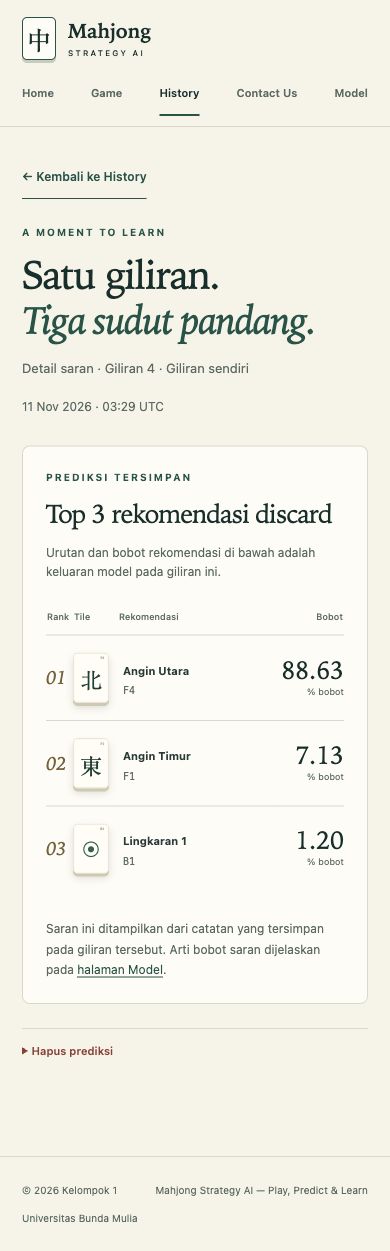 中
Mahjong
STRATEGY AI
Home Game History Contact Us Model
← Kembali ke History
A MOMENT TO LEARN
Satu giliran.
Tiga sudut pandang.
Detail saran · Giliran 4 · Giliran sendiri
11 Nov 2026 · 03:29 UTC
PREDIKSI TERSIMPAN
Top 3 rekomendasi discard
Urutan dan bobot rekomendasi di bawah adalah
keluaran model pada giliran ini.
Rank Tile Rekomendasi Bobot
01 北 Angin Utara 88.63
F4 % bobot
02 東 Angin Timur 7.13
F1 % bobot
03 Lingkaran 1 1.20
B1 % bobot
Saran ini ditampilkan dari catatan yang tersimpan
pada giliran tersebut. Arti bobot saran dijelaskan
pada halaman Model.
Hapus prediksi
© 2026 Kelompok 1 Mahjong Strategy AI — Play, Predict & Learn
Universitas Bunda Mulia